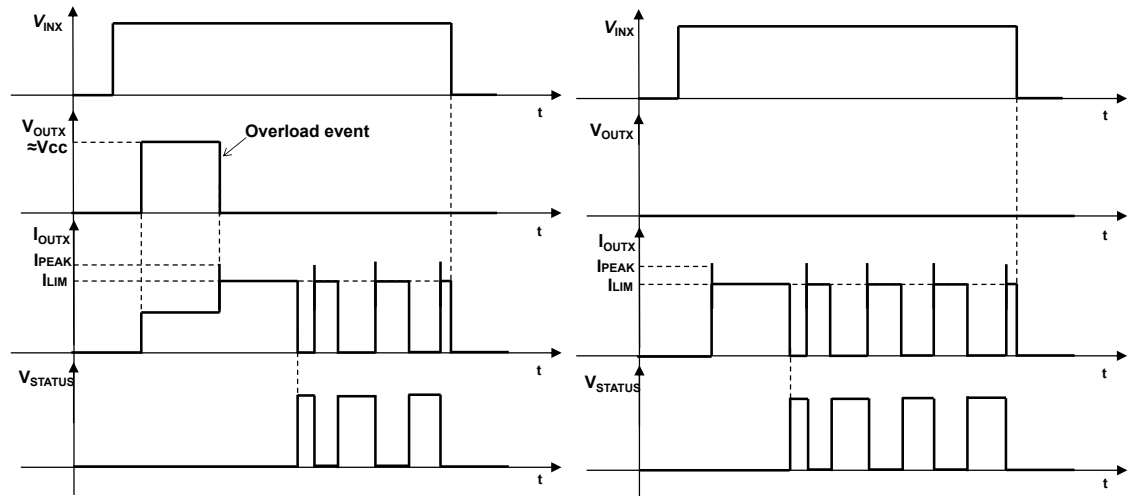 VINX
t
VOUTX
≈Vcc
Overload event
t
IOUTX
IPEAK
ILIM
t
VSTATUS
t
VINX
t
VOUTX
t
IOUTX
IPEAK
ILIM
t
VSTATUS
t